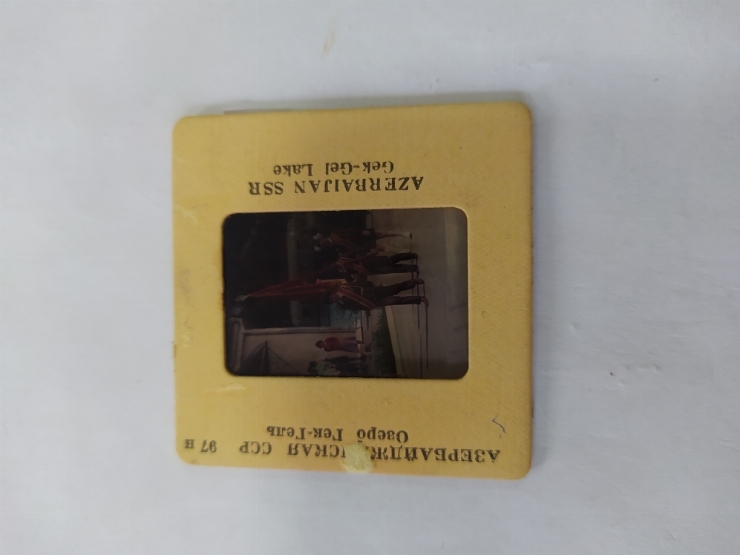 АЗЕРБАЙДЖАНСКАЯ ССР 97 н
Озеро Гек-Гель
AZERBAIJAN SSR
Gek-Gel Lake